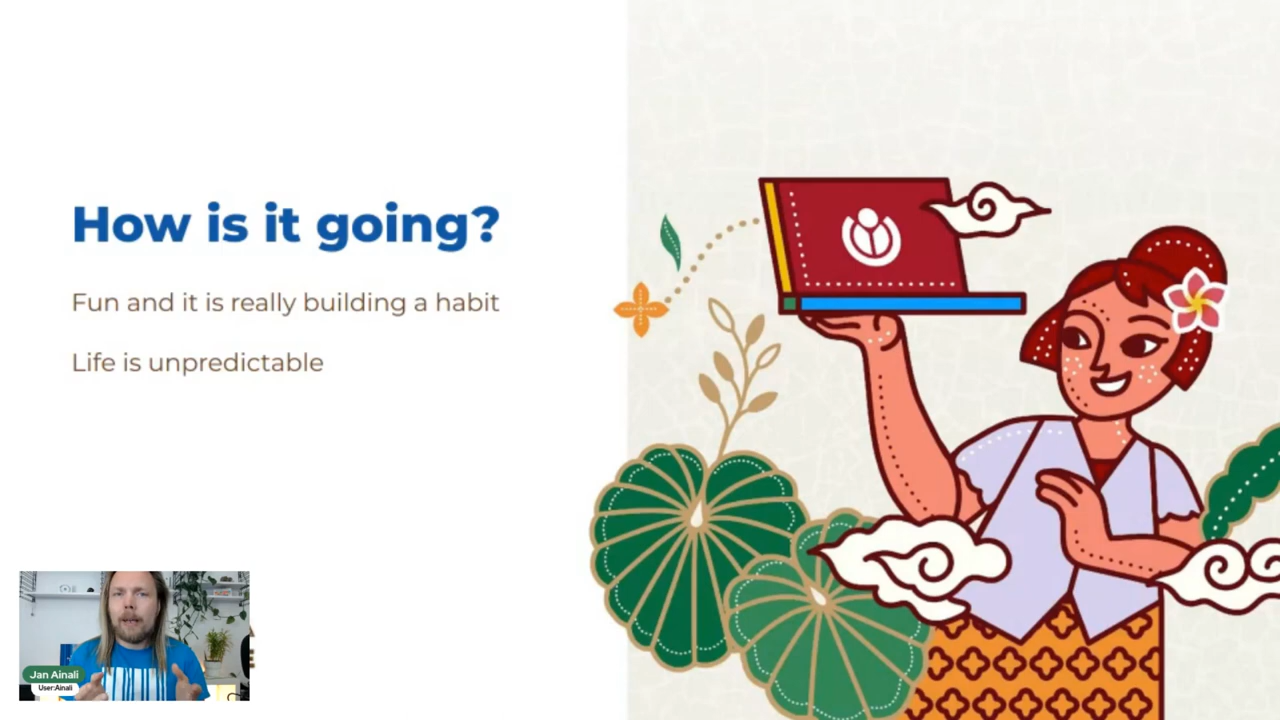 How is it going?
Fun and it is really building a habit
Life is unpredictable
Jan Ainali
User:Ainali